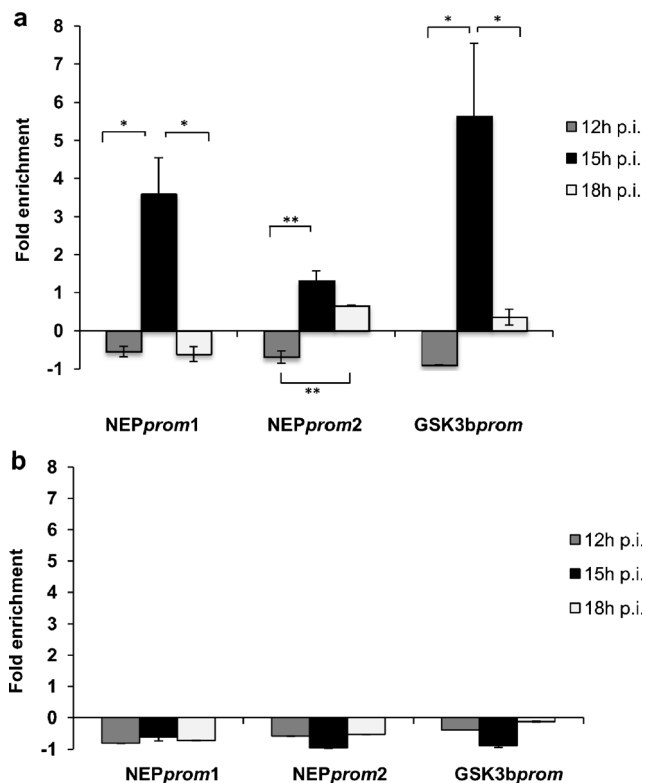 a
8
7
6
5
4
3
2
1
0
-1
Fold enrichment
* *
**
**
* *
12h p.i.
15h p.i.
18h p.i.
NEPprom1 NEPprom2 GSK3bprom
b
8
7
6
5
4
3
2
1
0
-1
Fold enrichment
12h p.i.
15h p.i.
18h p.i.
NEPprom1 NEPprom2 GSK3bprom